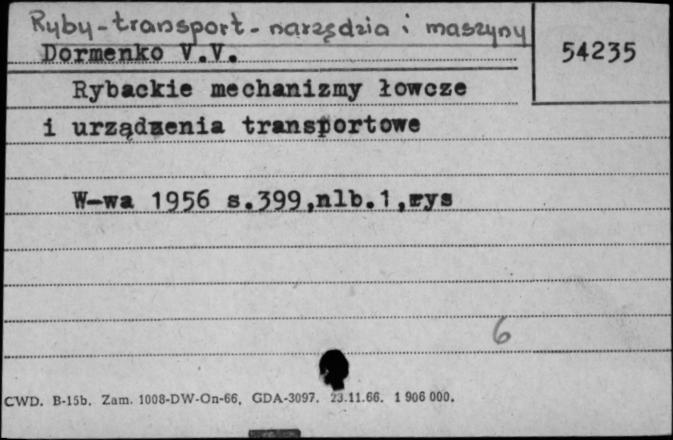 Ryby-transport-narzędzia i maszyny
54235
Dormenko V.V.
Rybackie mechanizmy łowcze
i urządzenia transportowe
W-wa 1956 s.399,nlb.1,rys
6
CWD. B-15b. Zam. 1008-DW-On-66, GDA-3097. 23.11.66. 1 906 000.